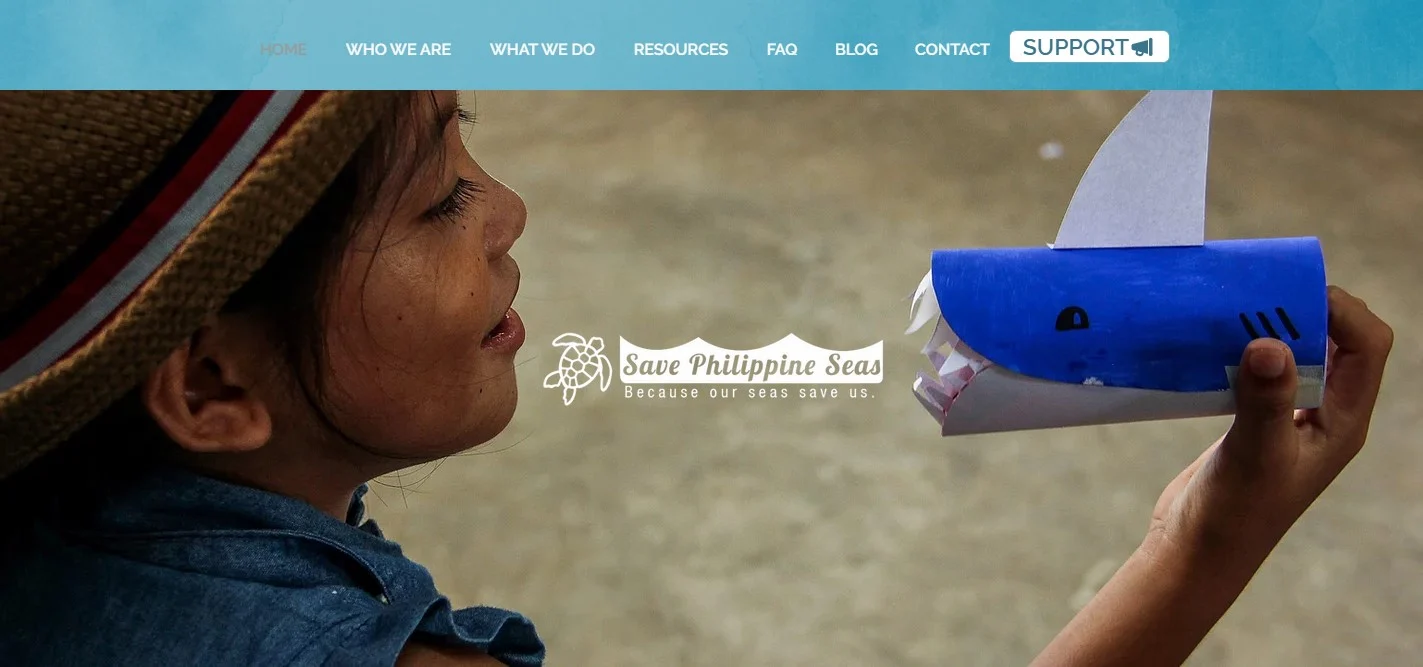 HOME WHO WE ARE WHAT WE DO RESOURCES FAQ BLOG CONTACT SUPPORT
Save Philippine Seas
Because our seas save us.